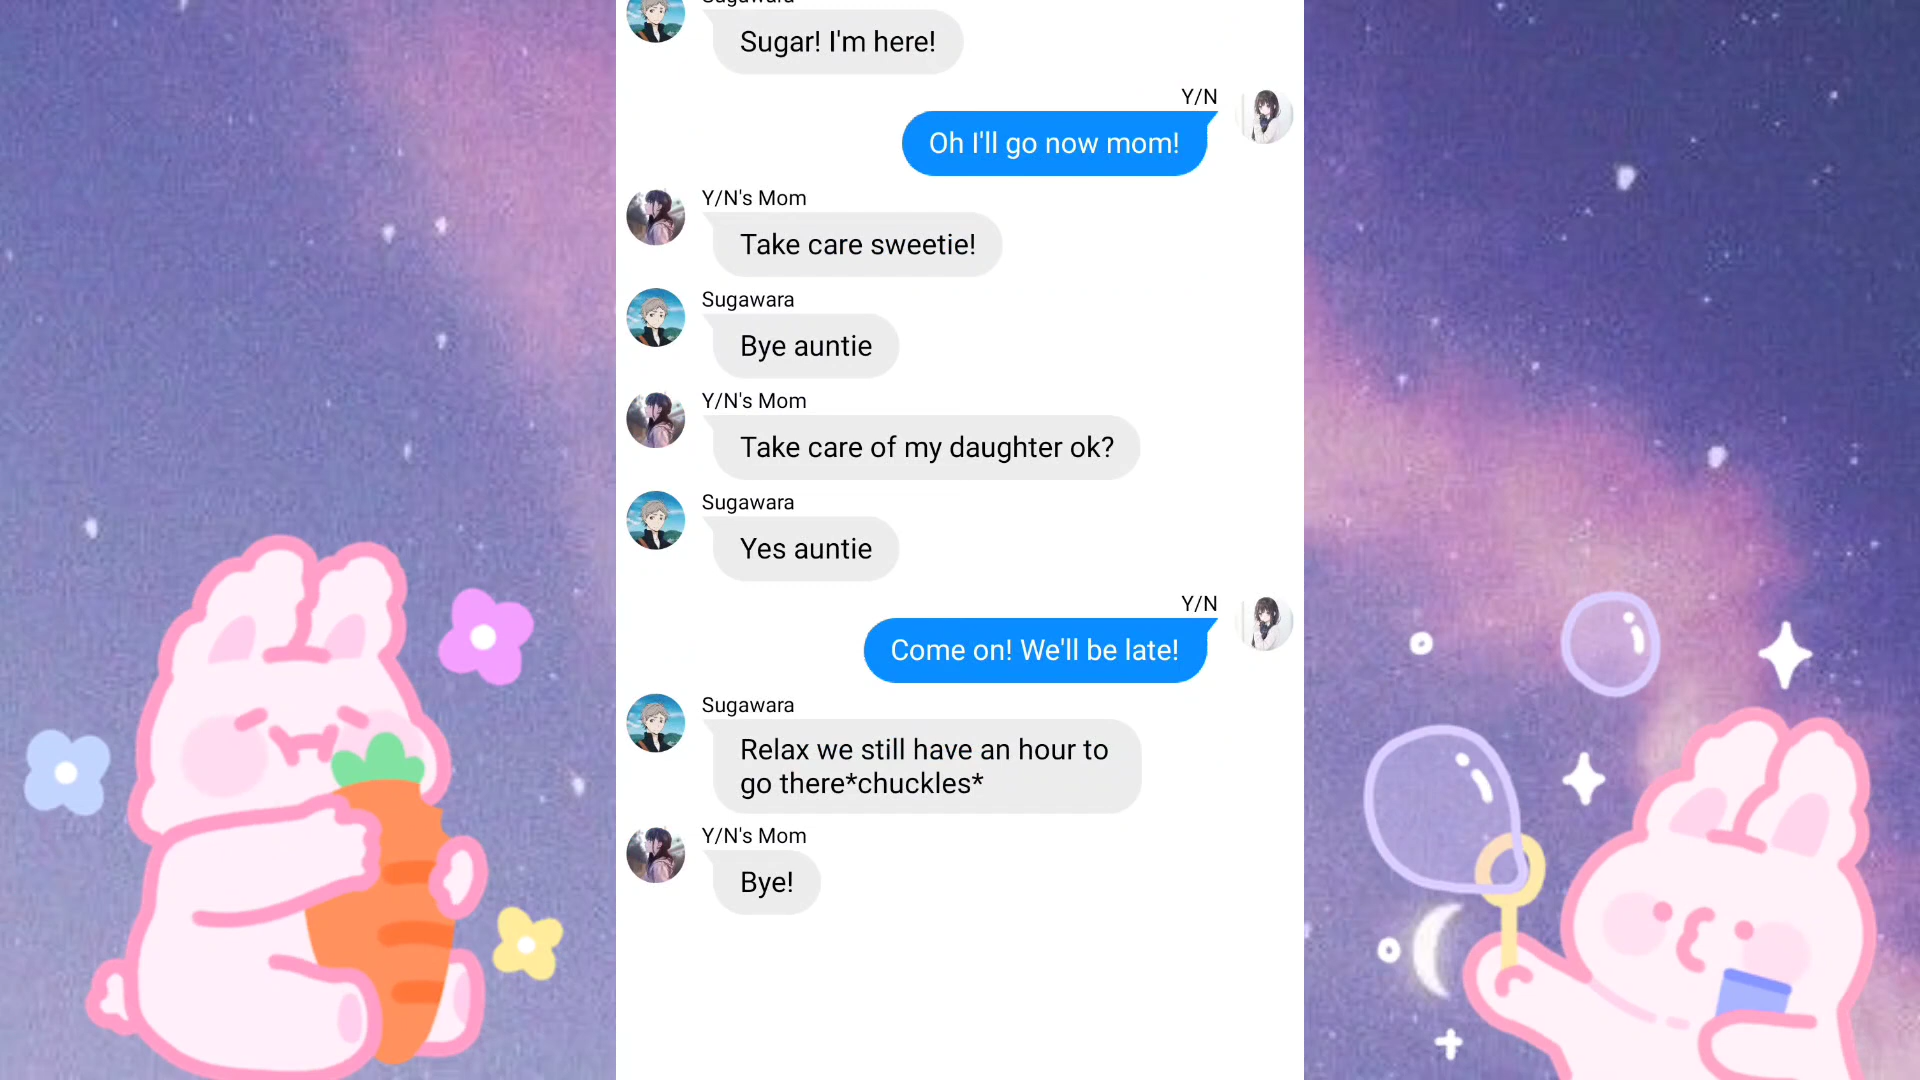 Sugawara
Sugar! I'm here!
Y/N
Oh I'll go now mom!
Y/N's Mom
Take care sweetie!
Sugawara
Bye auntie
Y/N's Mom
Take care of my daughter ok?
Sugawara
Yes auntie
Y/N
Come on! We'll be late!
Sugawara
Relax we still have an hour to
go there*chuckles*
Y/N's Mom
Bye!